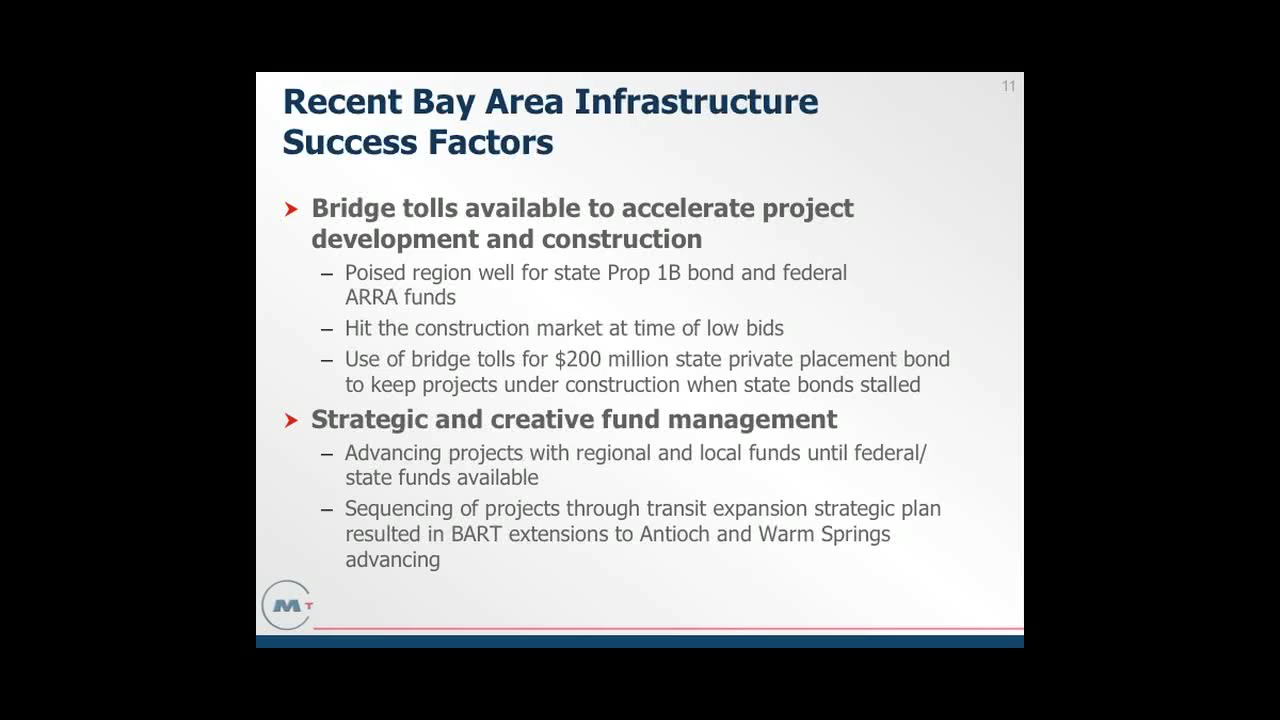 11
Recent Bay Area Infrastructure
Success Factors
Bridge tolls available to accelerate project
development and construction
– Poised region well for state Prop 1B bond and federal
ARRA funds
– Hit the construction market at time of low bids
– Use of bridge tolls for $200 million state private placement bond
to keep projects under construction when state bonds stalled
Strategic and creative fund management
– Advancing projects with regional and local funds until federal/
state funds available
– Sequencing of projects through transit expansion strategic plan
resulted in BART extensions to Antioch and Warm Springs
advancing
M T